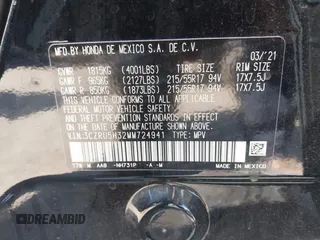 MFD.BY HONDA DE MEXICO S.A. DE C.V.
03/'21
GVWR 1815KG (4001LBS) TIRE SIZE RIM SIZE
GAWR F 965KG (2127LBS) 215/55R17 94V 17X7.5J
GAWR R 850KG (1873LBS) 215/55R17 94V 17X7.5J
THIS VEHICLE CONFORMS TO ALL APPLICABLE
FEDERAL MOTOR VEHICLE SAFETY AND THEFT
PREVENTION STANDARDS IN EFFECT ON THE
DATE OF MANUFACTURE SHOWN ABOVE.
V.I.N. 3CZRU5H32MM724941 TYPE: MPV
AAB -NH731P -A -M
MADE IN MEXICO